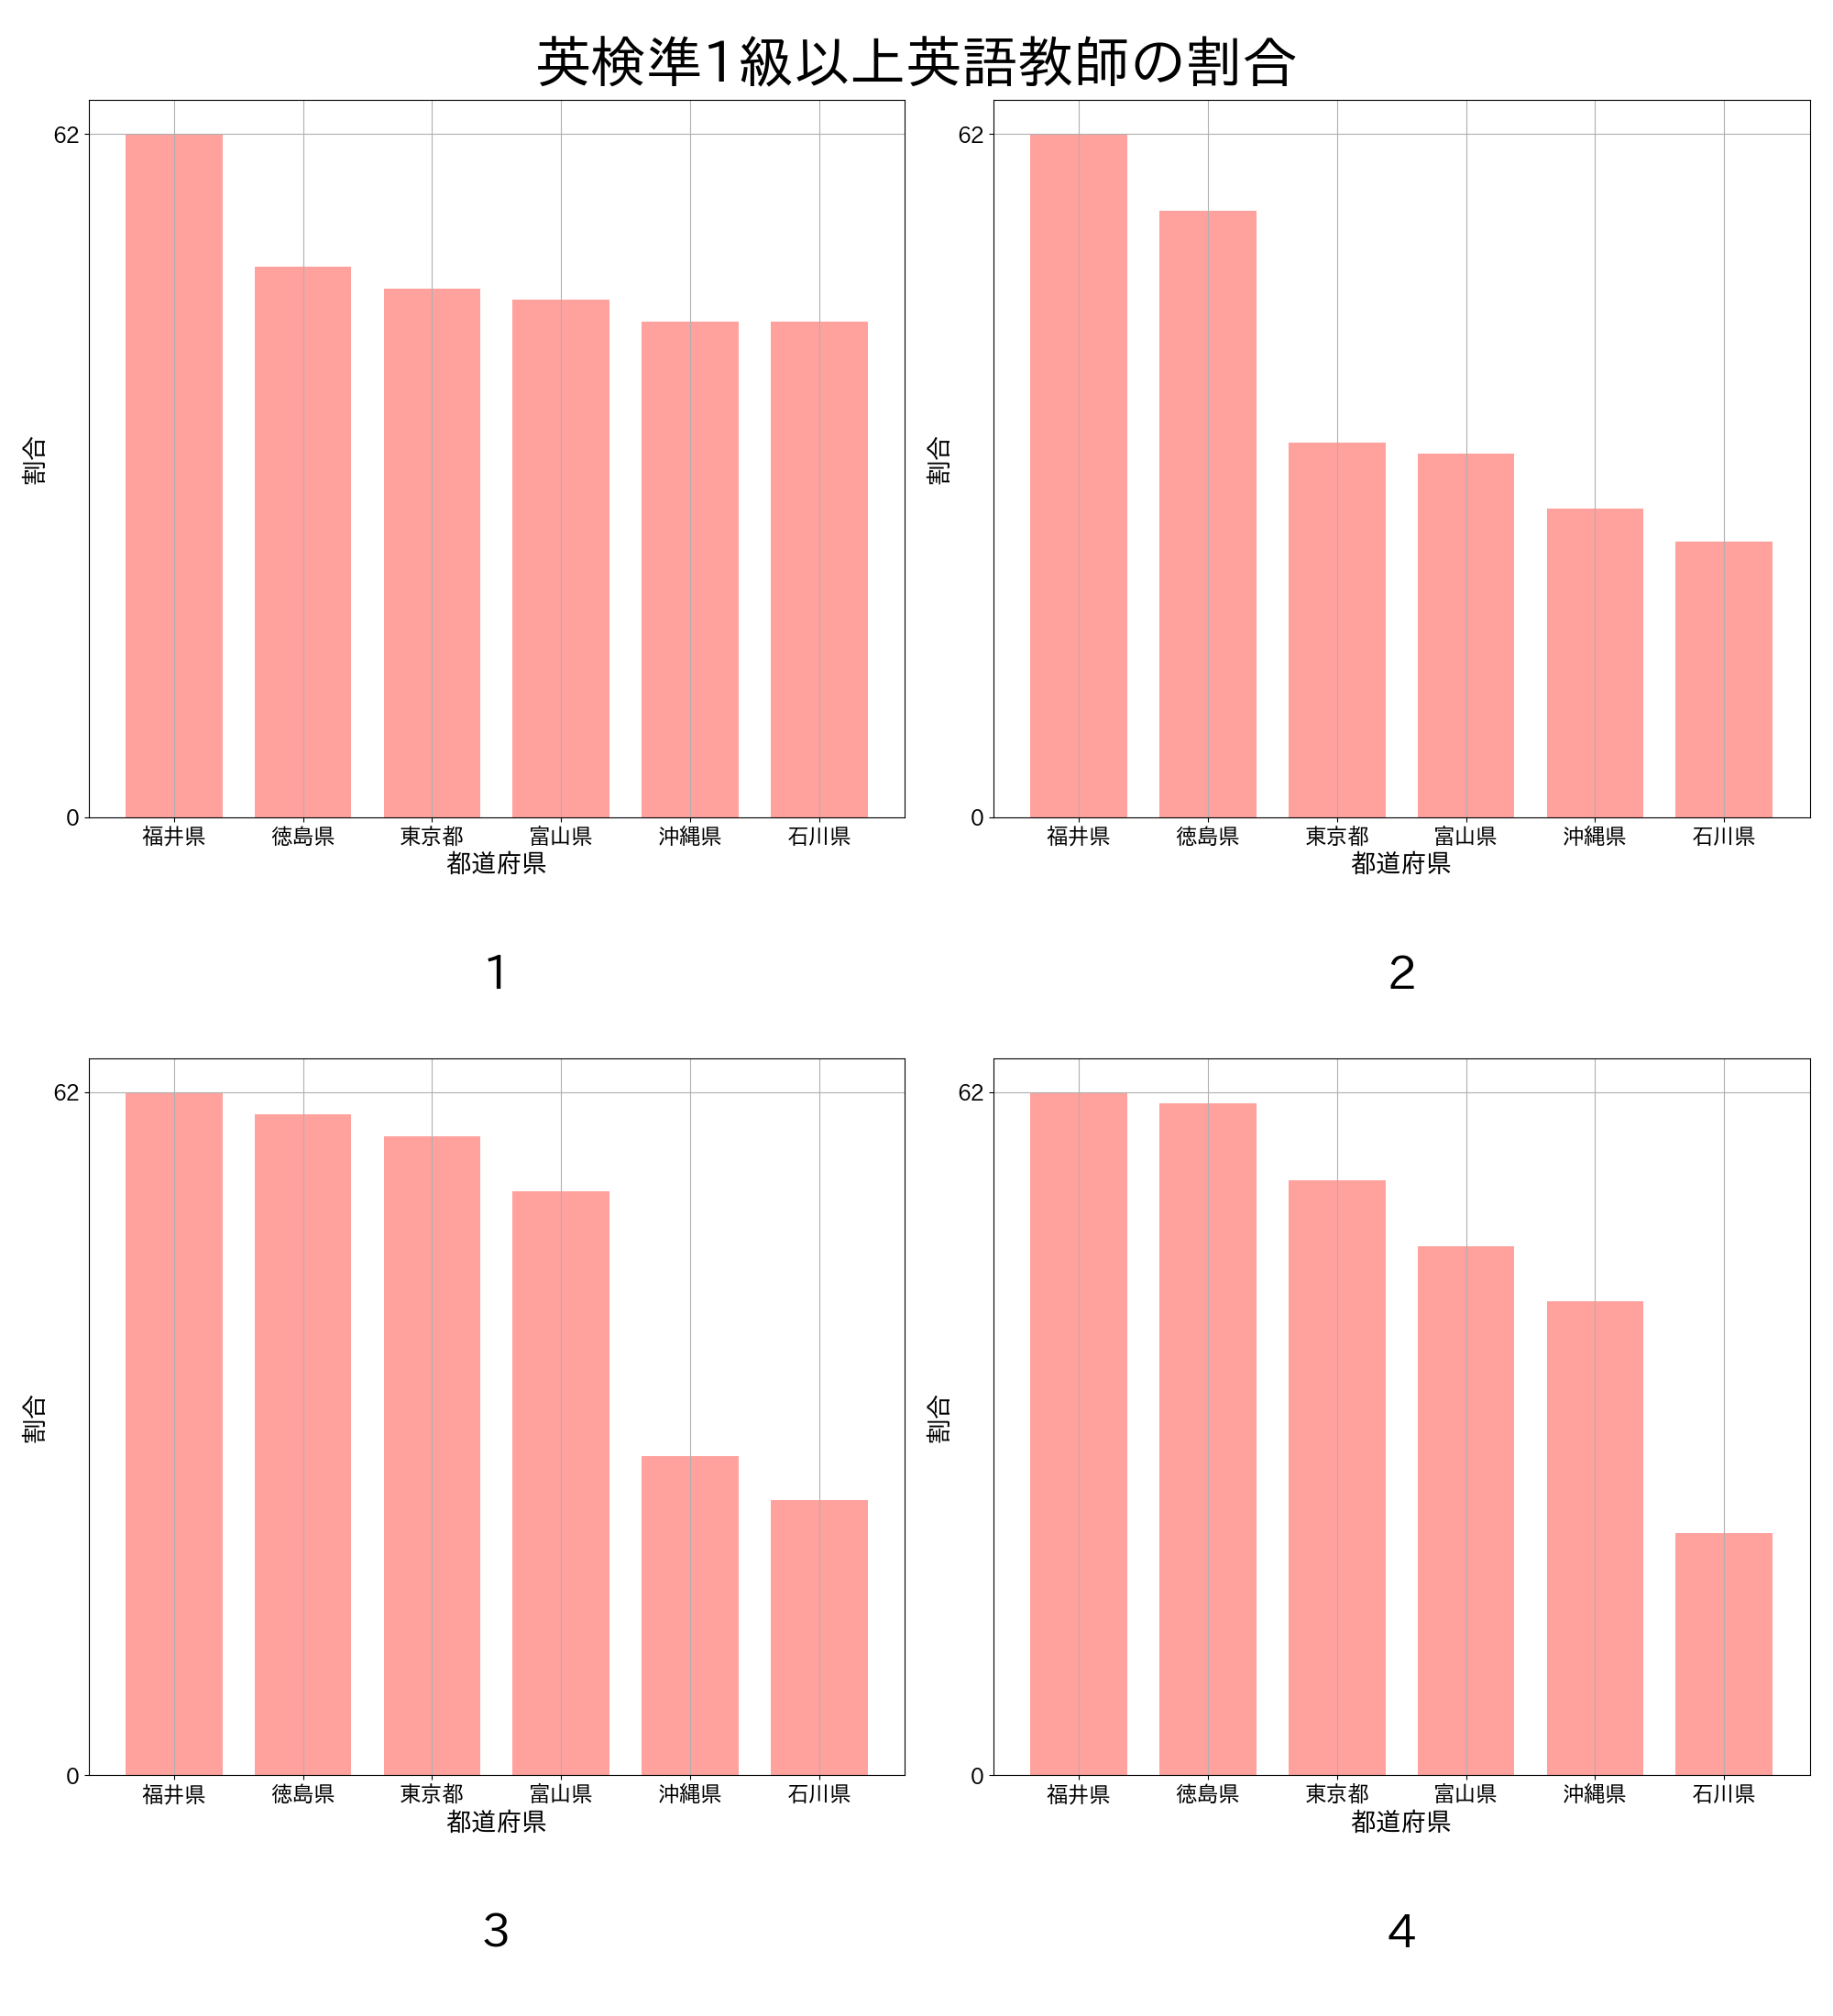 英検準1級以上英語教師の割合
62
0
割合
福井県 徳島県 東京都 富山県 沖縄県 石川県
都道府県
1
62
0
割合
福井県 徳島県 東京都 富山県 沖縄県 石川県
都道府県
2
62
0
割合
福井県 徳島県 東京都 富山県 沖縄県 石川県
都道府県
3
62
0
割合
福井県 徳島県 東京都 富山県 沖縄県 石川県
都道府県
4